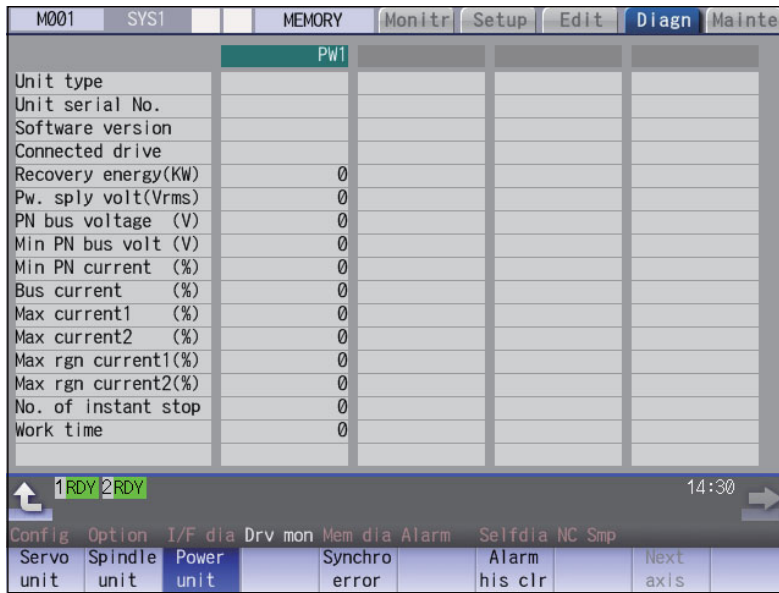 M001 SYS1 MEMORY Monitr Setup Edit Diagn Mainte
PW1
Unit type
Unit serial No.
Software version
Connected drive
Recovery energy(KW) 0
Pw. sply volt(Vrms) 0
PN bus voltage (V) 0
Min PN bus volt (V) 0
Min PN current (%) 0
Bus current (%) 0
Max current1 (%) 0
Max current2 (%) 0
Max rgn current1(%) 0
Max rgn current2(%) 0
No. of instant stop 0
Work time 0
1RDY 2RDY 14:30
Config Option I/F dia Drv mon Mem dia Alarm Selfdia NC Smp
Servo Spindle Power Synchro Alarm Next
unit unit unit error his clr axis